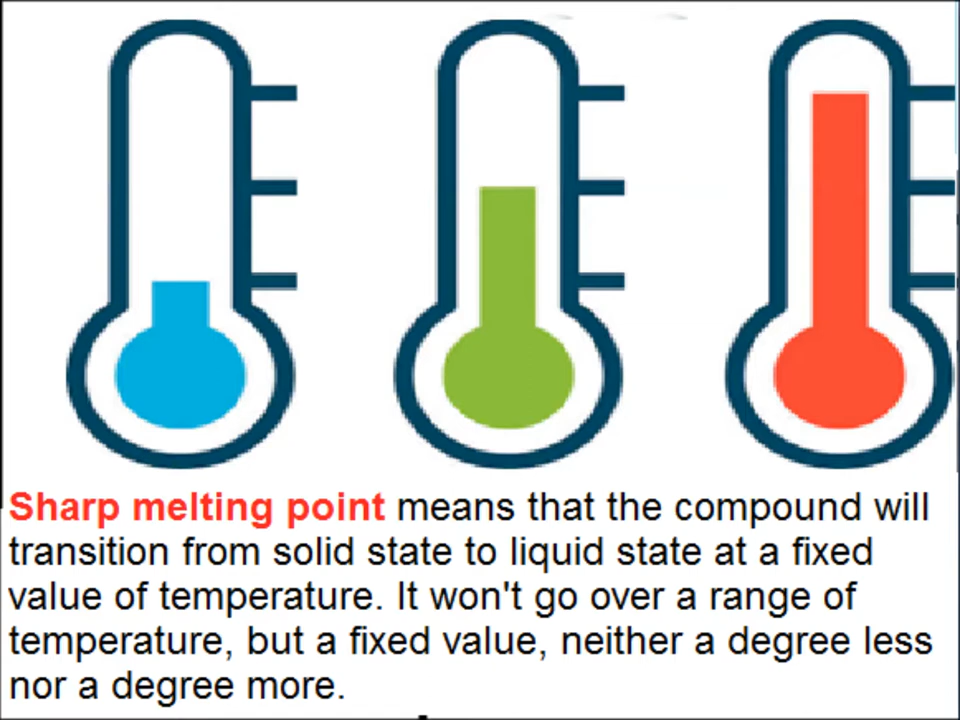 Sharp melting point means that the compound will
transition from solid state to liquid state at a fixed
value of temperature. It won't go over a range of
temperature, but a fixed value, neither a degree less
nor a degree more.